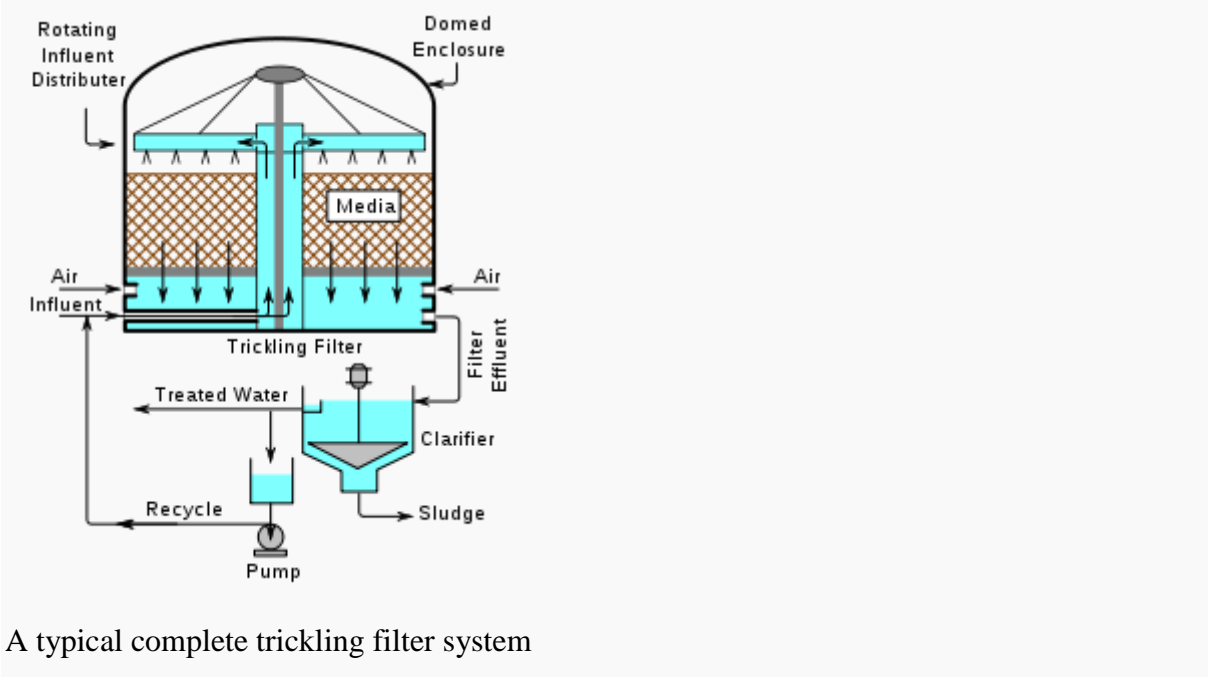 Rotating
Influent
Distributer
Domed
Enclosure
Media
Air
Air
Influent
Trickling Filter
Filter
Effluent
Treated Water
Clarifier
Recycle
Sludge
Pump
A typical complete trickling filter system